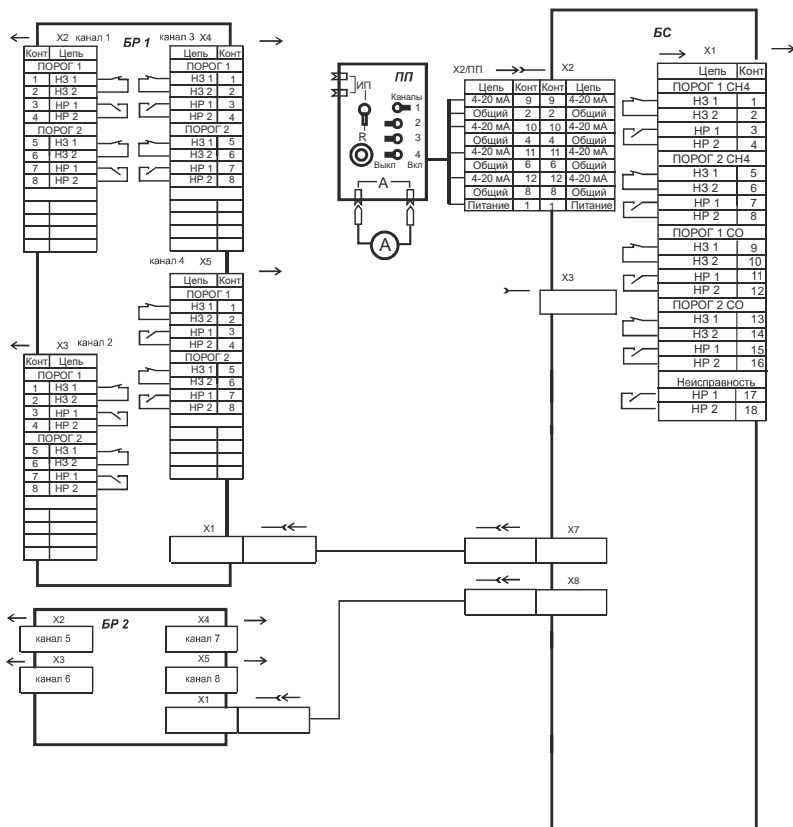 БР 1
X2 канал 1
Конт Цепь
ПОРОГ 1
1 НЗ 1
2 НЗ 2
3 НР 1
4 НР 2
ПОРОГ 2
5 НЗ 1
6 НЗ 2
7 НР 1
8 НР 2
канал 3 X4
Цепь Конт
ПОРОГ 1
НЗ 1 1
НЗ 2 2
НР 1 3
НР 2 4
ПОРОГ 2
НЗ 1 5
НЗ 2 6
НР 1 7
НР 2 8
канал 4 X5
Цепь Конт
ПОРОГ 1
НЗ 1 1
НЗ 2 2
НР 1 3
НР 2 4
ПОРОГ 2
НЗ 1 5
НЗ 2 6
НР 1 7
НР 2 8
X3 канал 2
Конт Цепь
ПОРОГ 1
1 НЗ 1
2 НЗ 2
3 НР 1
4 НР 2
ПОРОГ 2
5 НЗ 1
6 НЗ 2
7 НР 1
8 НР 2
X1
ПП
ИП
Каналы
1
2
R 3
4
Выкл Вкл
А
А
X2/ПП X2
Цепь Конт Конт Цепь
4-20 мА 9 9 4-20 мА
Общий 2 2 Общий
4-20 мА 10 10 4-20 мА
Общий 4 4 Общий
4-20 мА 11 11 4-20 мА
Общий 6 6 Общий
4-20 мА 12 12 4-20 мА
Общий 8 8 Общий
Питание 1 1 Питание
X3
БС
X1
Цепь Конт
ПОРОГ 1 СН4
НЗ 1 1
НЗ 2 2
НР 1 3
НР 2 4
ПОРОГ 2 СН4
НЗ 1 5
НЗ 2 6
НР 1 7
НР 2 8
ПОРОГ 1 СО
НЗ 1 9
НЗ 2 10
НР 1 11
НР 2 12
ПОРОГ 2 СО
НЗ 1 13
НЗ 2 14
НР 1 15
НР 2 16
Неисправность
НР 1 17
НР 2 18
X7
X8
БР 2
X2
канал 5
X3
канал 6
X4
канал 7
X5
канал 8
X1